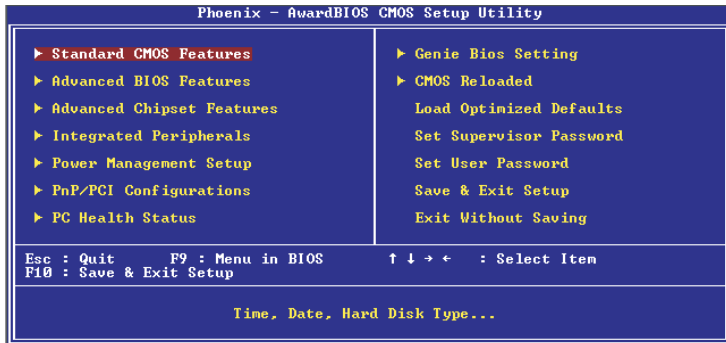 Phoenix - AwardBIOS CMOS Setup Utility
▶ Standard CMOS Features
▶ Advanced BIOS Features
▶ Advanced Chipset Features
▶ Integrated Peripherals
▶ Power Management Setup
▶ PnP/PCI Configurations
▶ PC Health Status
▶ Genie Bios Setting
▶ CMOS Reloaded
Load Optimized Defaults
Set Supervisor Password
Set User Password
Save & Exit Setup
Exit Without Saving
Esc : Quit F9 : Menu in BIOS ↑ ↓ → ← : Select Item
F10 : Save & Exit Setup
Time, Date, Hard Disk Type...